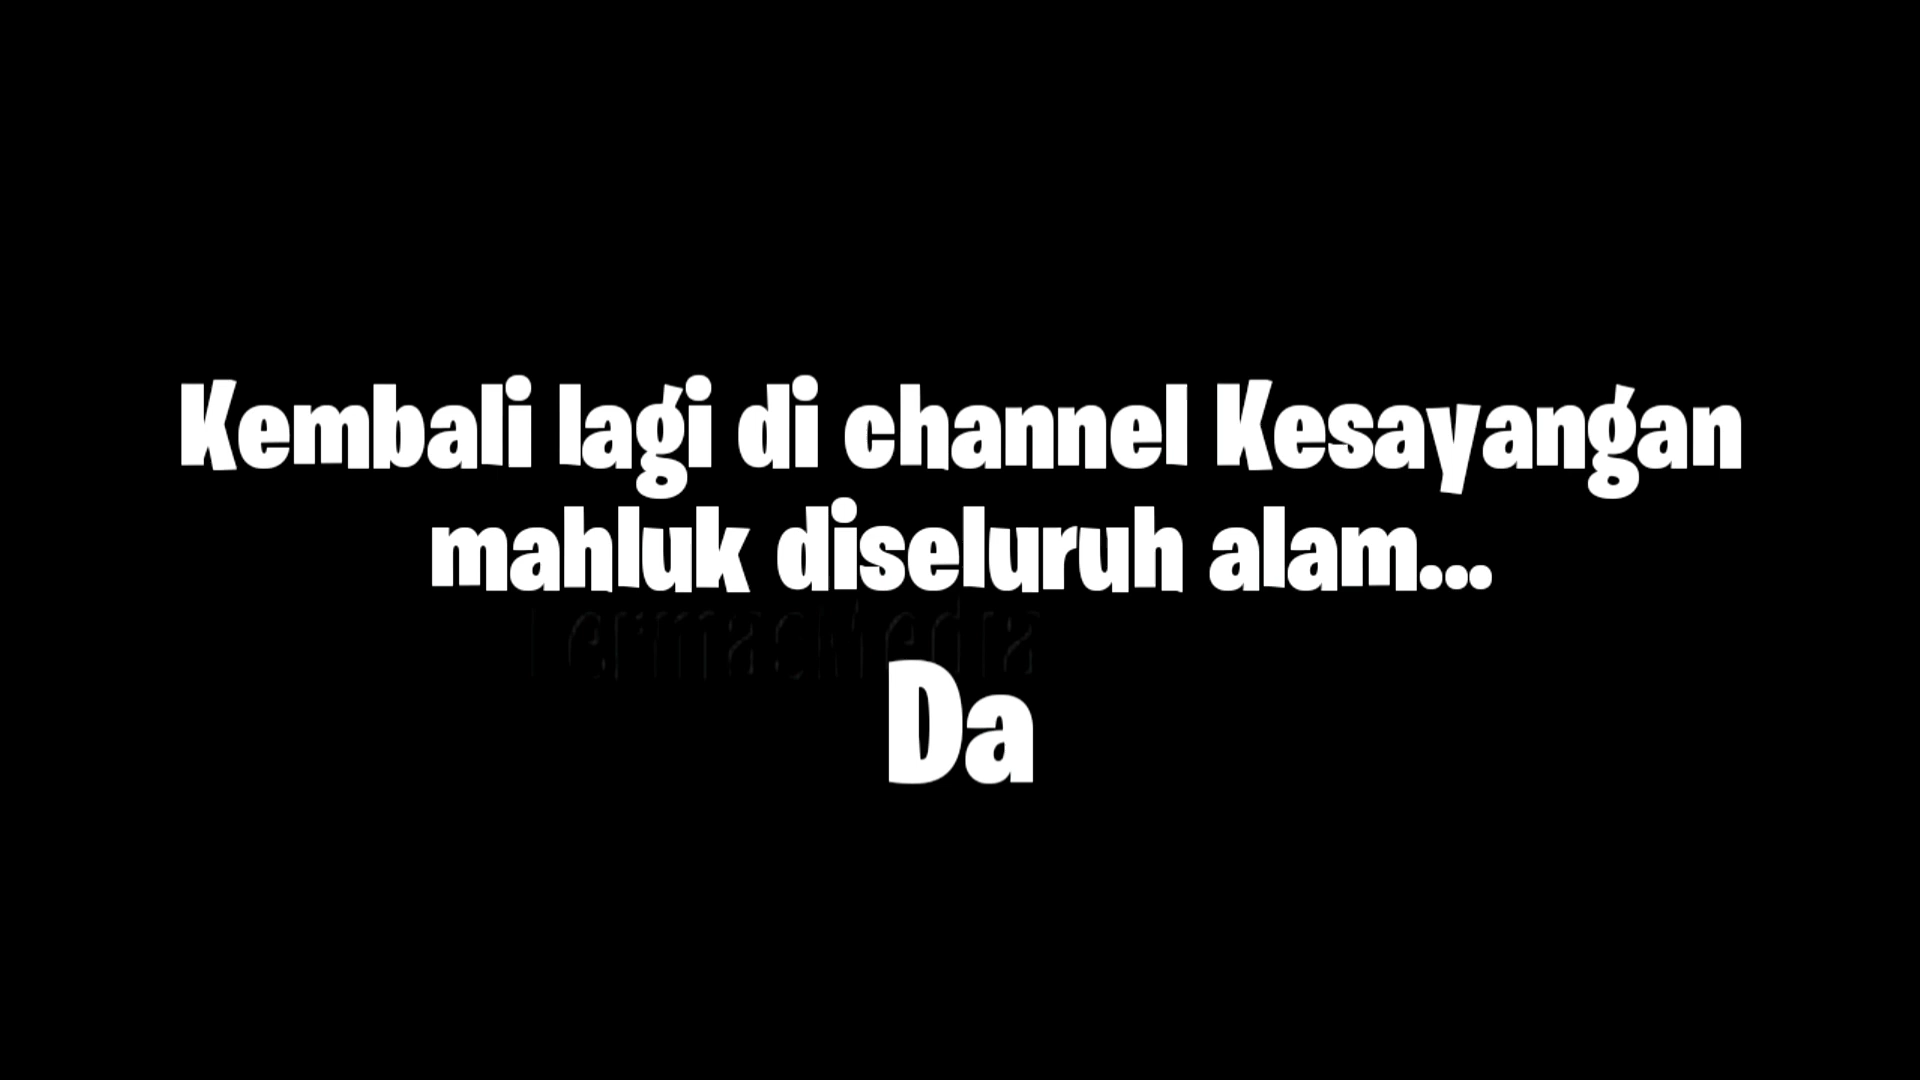 Kembali lagi di channel Kesayangan
mahluk diseluruh alam...
Da